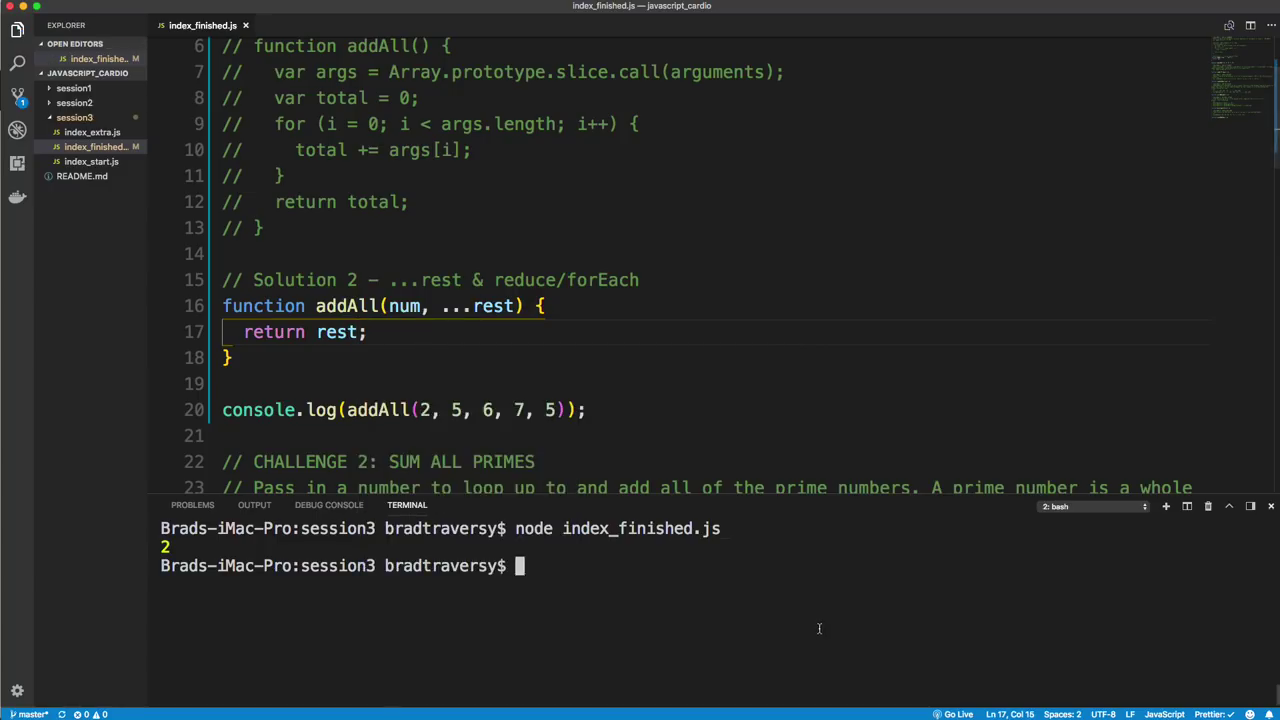 index_finished.js — javascript_cardio
EXPLORER
index_finished.js ×
OPEN EDITORS
index_finishe.. M
JAVASCRIPT_CARDIO
session1
session2
session3
index_extra.js
index_finished... M
index_start.js
README.md
1
6 // function addAll() {
7 //   var args = Array.prototype.slice.call(arguments);
8 //   var total = 0;
9 //   for (i = 0; i < args.length; i++) {
10 //     total += args[i];
11 //   }
12 //   return total;
13 // }
14
15 // Solution 2 - ...rest & reduce/forEach
16 function addAll(num, ...rest) {
17   return rest;
18 }
19
20 console.log(addAll(2, 5, 6, 7, 5));
21
22 // CHALLENGE 2: SUM ALL PRIMES
23 // Pass in a number to loop up to and add all of the prime numbers. A prime number is a whole
PROBLEMS OUTPUT DEBUG CONSOLE TERMINAL 2: bash
Brads-iMac-Pro:session3 bradtraversy$ node index_finished.js
2
Brads-iMac-Pro:session3 bradtraversy$
master* 0 0 Go Live Ln 17, Col 15 Spaces: 2 UTF-8 LF JavaScript Prettier: ✓